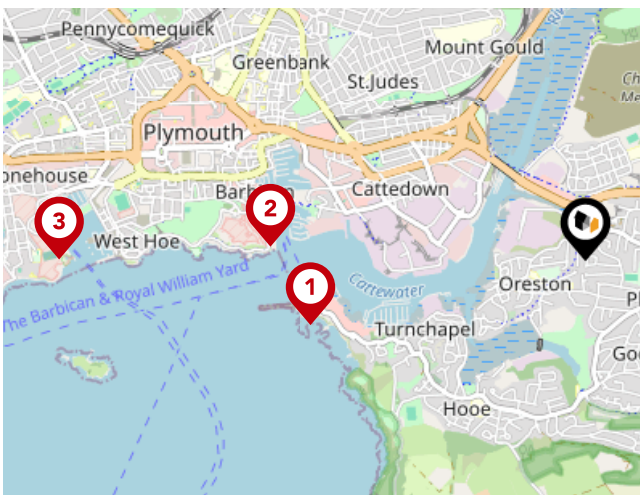 Pennycomequick
Mount Gould
Greenbank
St.Judes
Plymouth
onehouse
Cattedown
3
2
West Hoe
The Barbican & Royal William Yard
Cattewater
1
Oreston
Turnchapel
Hooe